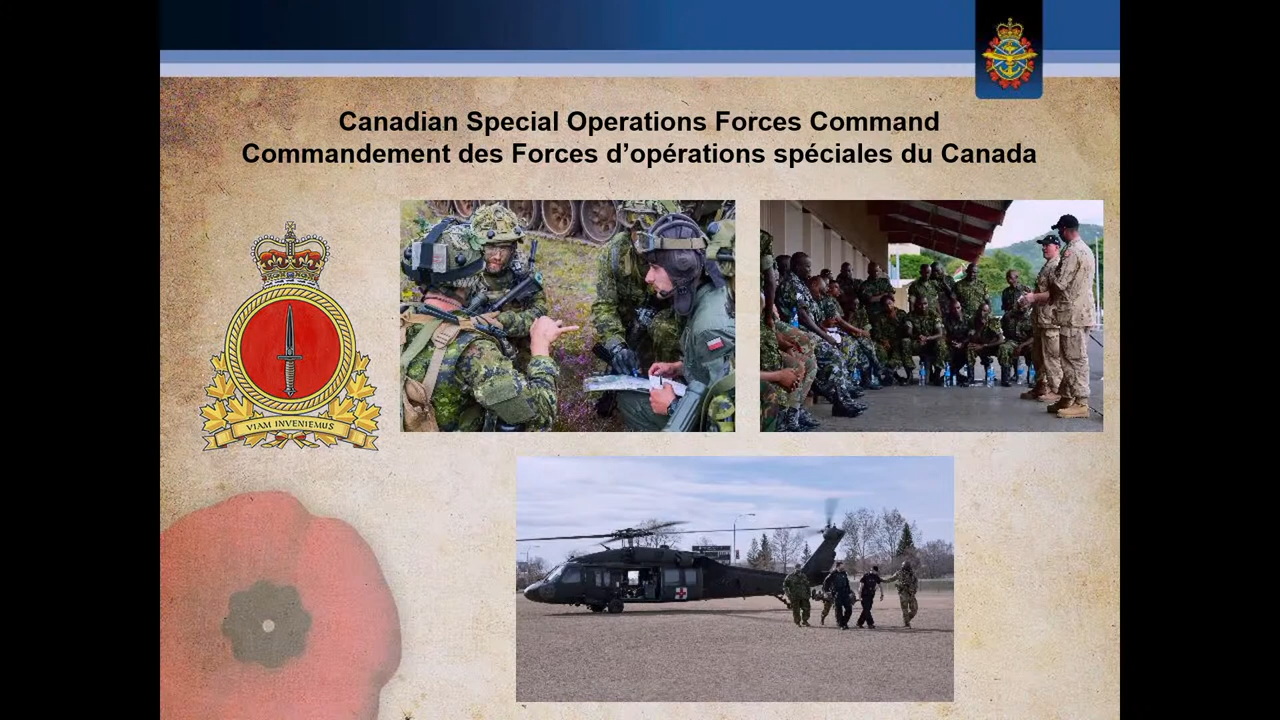 Canadian Special Operations Forces Command
Commandement des Forces d’opérations spéciales du Canada
VIAM INVENIEMUS